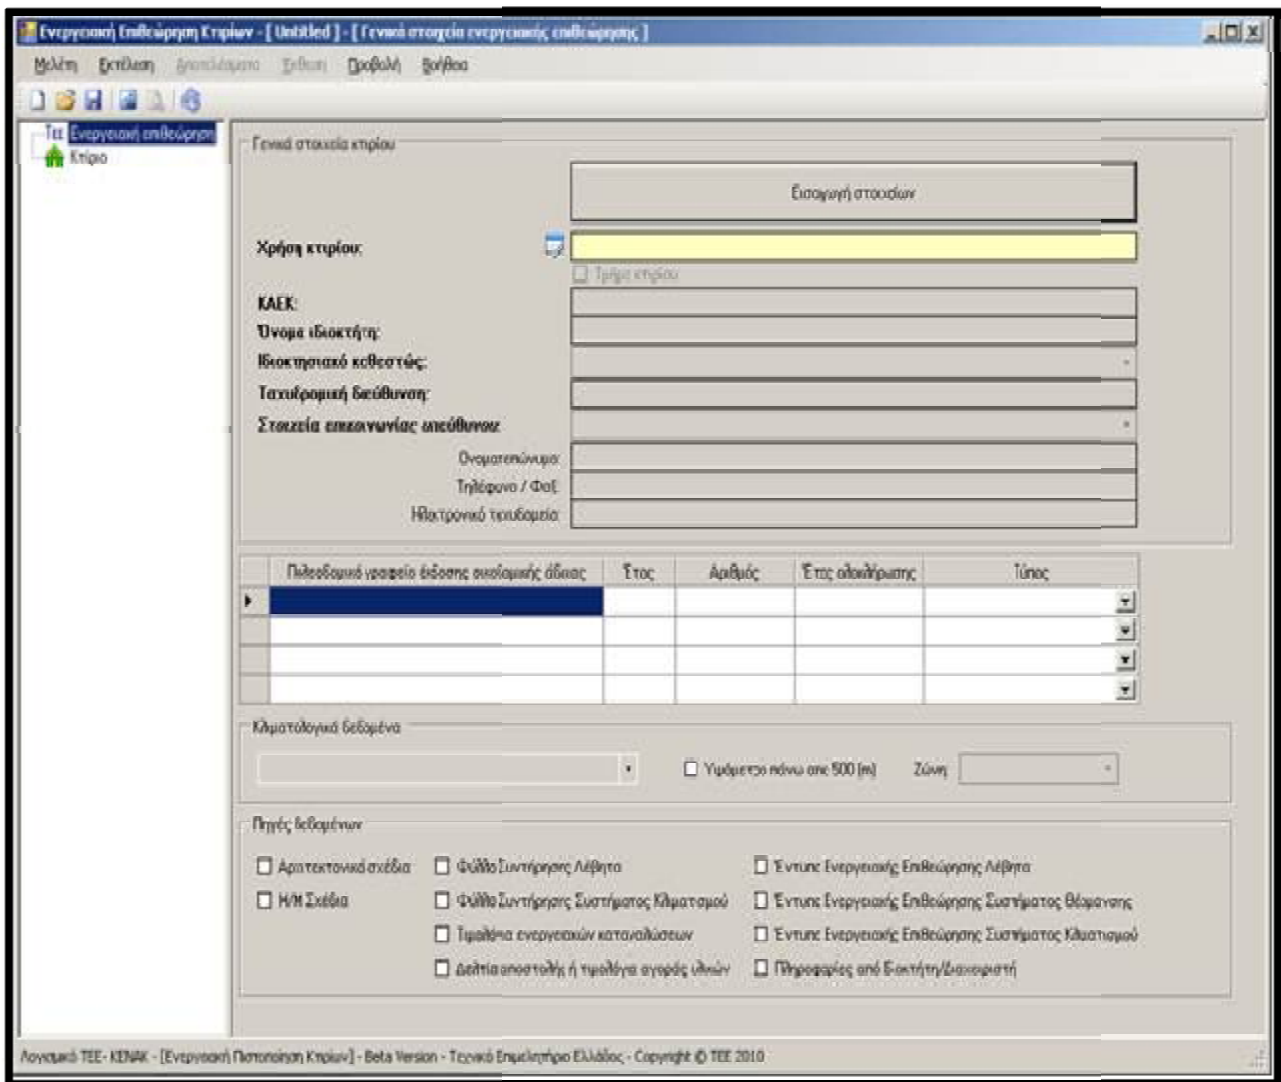 Ενεργειακή Επιθεώρηση Κτιρίων - [ Untitled ] - [ Γενικά στοιχεία ενεργειακής επιθεώρησης ]
Μελέτη Εκτέλεση Αποτελέσματα Έκθεση Προβολή Βοήθεια
ΤΕΕ Ενεργειακή επιθεώρηση
Κτίριο
Γενικά στοιχεία κτιρίου
Εισαγωγή στοιχείων
Χρήση κτιρίου:
Τμήμα κτιρίου
ΚΑΕΚ:
Όνομα ιδιοκτήτη:
Ιδιοκτησιακό καθεστώς:
Ταχυδρομική διεύθυνση:
Στοιχεία επικοινωνίας υπεύθυνου:
Ονοματεπώνυμο:
Τηλέφωνο / Φαξ:
Ηλεκτρονικό ταχυδομείο:
Πολεοδομικό γραφείο έκδοσης οικοδομικής άδειας Έτος Αριθμός Έτος ολοκλήρωσης Τύπος
Κλιματολογικά δεδομένα
Υψόμετρο πάνω από 500 [m] Ζώνη
Πηγές δεδομένων
Αρχιτεκτονικά σχέδια Φύλλο Συντήρησης Λέβητα Έντυπο Ενεργειακής Επιθεώρησης Λέβητα
Η/Μ Σχέδια Φύλλο Συντήρησης Συστήματος Κλιματισμού Έντυπο Ενεργειακής Επιθεώρησης Συστήματος Θέρμανσης
Τιμολόγια ενεργειακών καταναλώσεων Έντυπο Ενεργειακής Επιθεώρησης Συστήματος Κλιματισμού
Δελτία αποστολής ή τιμολόγια αγοράς υλικών Πληροφορίες από Ιδιοκτήτη/Διαχειριστή
Λογισμικό ΤΕΕ- ΚΕΝΑΚ - [Ενεργειακή Πιστοποίηση Κτιρίων] - Beta Version - Τεχνικό Επιμελητήριο Ελλάδος - Copyright © TEE 2010